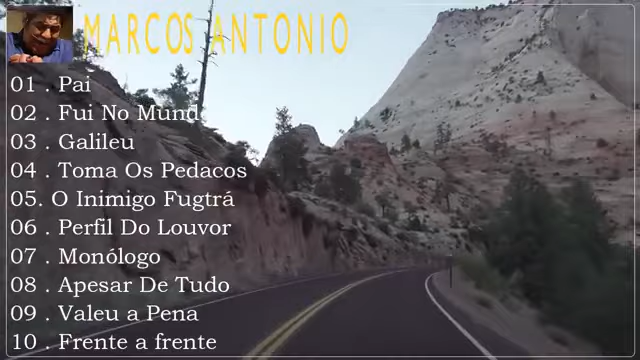 MARCOS ANTONIO
01 . Pai
02 . Fui No Mund
03 . Galileu
04 . Toma Os Pedacos
05. O Inimigo Fugtrá
06 . Perfil Do Louvor
07 . Monólogo
08 . Apesar De Tudo
09 . Valeu a Pena
10 . Frente a frente